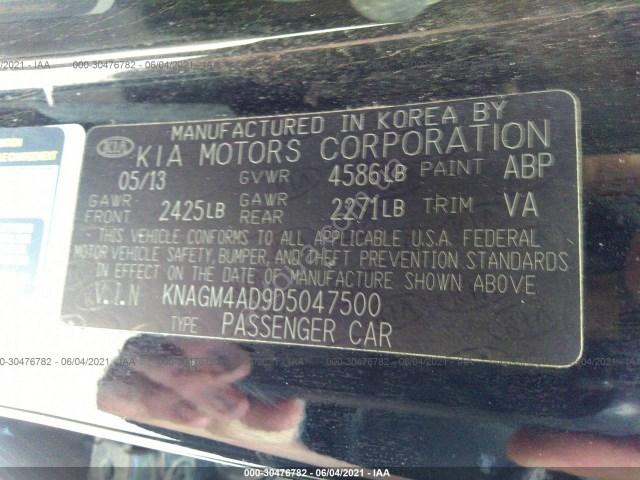 /2021 - IAA 000-30476782 - 06/04/2021 - IAA
MANUFACTURED IN KOREA BY
KIA KIA MOTORS CORPORATION
05/13 GVWR 4586LB PAINT ABP
GAWR FRONT 2425LB GAWR REAR 2271LB TRIM VA
- THIS VEHICLE CONFORMS TO ALL APPLICABLE U.S.A. FEDERAL
MOTOR VEHICLE SAFETY, BUMPER, AND THEFT PREVENTION STANDARDS
IN EFFECT ON THE DATE OF MANUFACTURE SHOWN ABOVE
V.I.N KNAGM4AD9D5047500
TYPE PASSENGER CAR
00-30476782 - 06/04/2021 - IAA 000-30476782 - 06/04/2021 - IAA
000-30476782 - 06/04/2021 - IAA